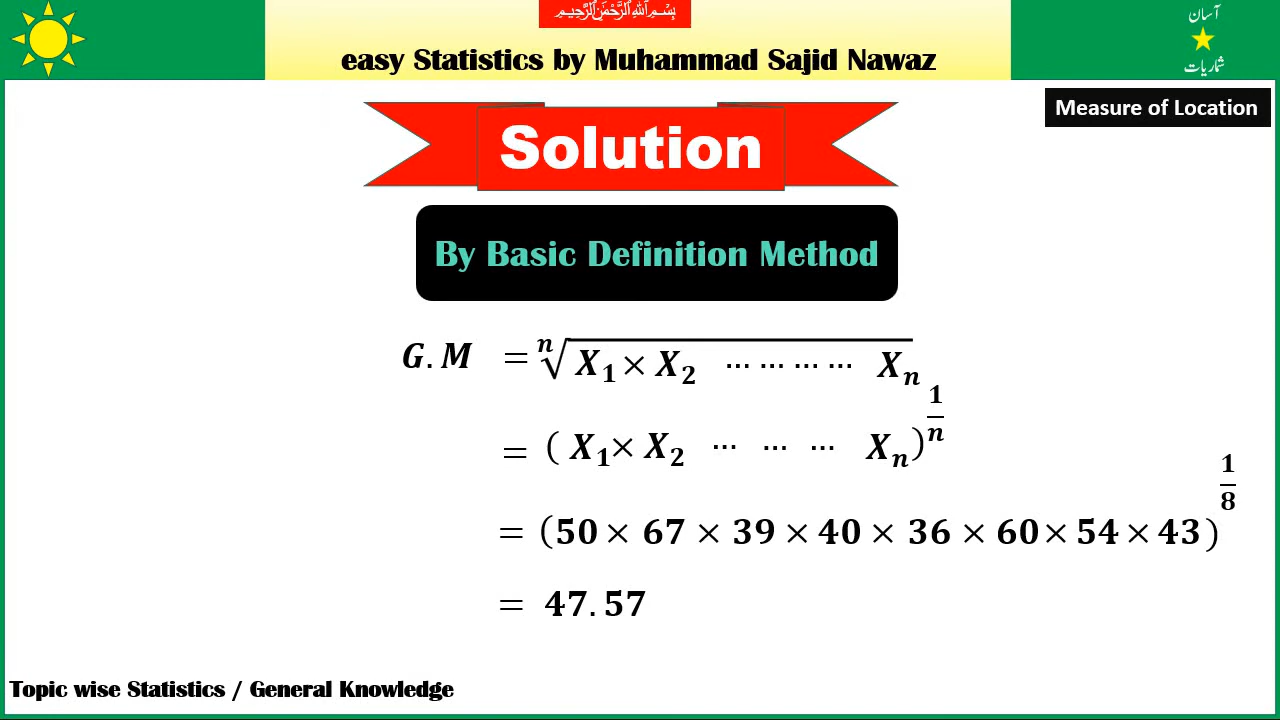 بِسْمِ اللهِ الرَّحْمٰنِ الرَّحِيْمِ
آسان
شماریات
easy Statistics by Muhammad Sajid Nawaz
Measure of Location
Solution
By Basic Definition Method
G.M = ⁿ√(X₁ × X₂ ⋯ ⋯ ⋯ ⋯ Xₙ)
= ( X₁ × X₂ ⋯ ⋯ ⋯ Xₙ )^(1/n)
= (50 × 67 × 39 × 40 × 36 × 60 × 54 × 43)^(1/8)
= 47.57
Topic wise Statistics / General Knowledge